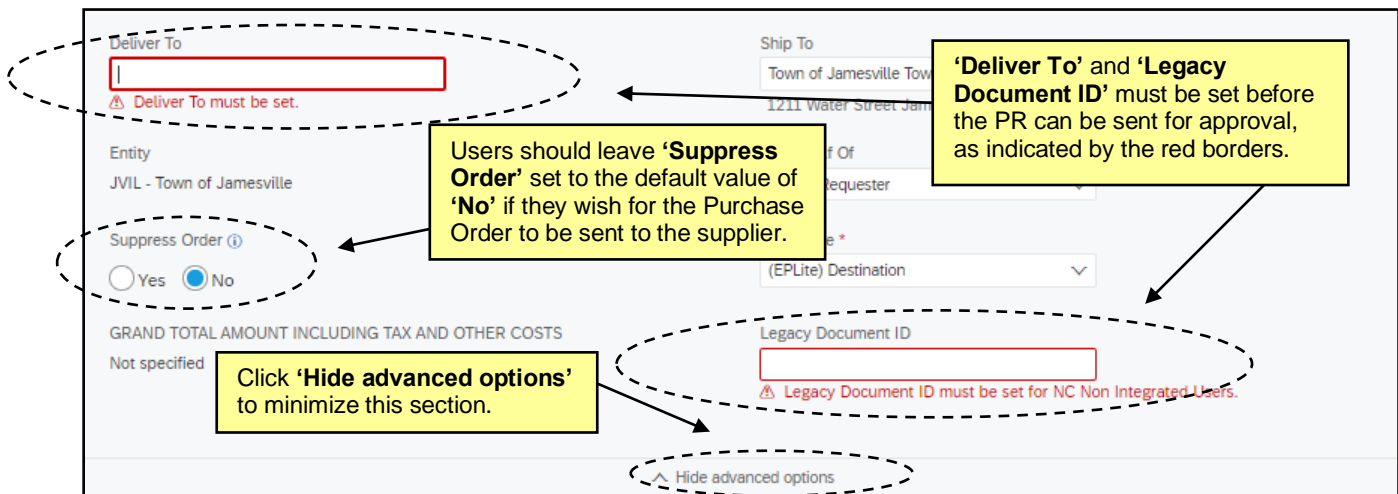 Deliver To
Deliver To must be set.
Ship To
Town of Jamesville Tow
1211 Water Street Jam
‘Deliver To’ and ‘Legacy
Document ID’ must be set before
the PR can be sent for approval,
as indicated by the red borders.
Entity
JVIL - Town of Jamesville
Users should leave ‘Suppress
Order’ set to the default value of
‘No’ if they wish for the Purchase
Order to be sent to the supplier.
f Of
Requester
Suppress Order
Yes No
e *
(EPLite) Destination
GRAND TOTAL AMOUNT INCLUDING TAX AND OTHER COSTS
Not specified
Legacy Document ID
Legacy Document ID must be set for NC Non Integrated Users.
Click ‘Hide advanced options’
to minimize this section.
Hide advanced options